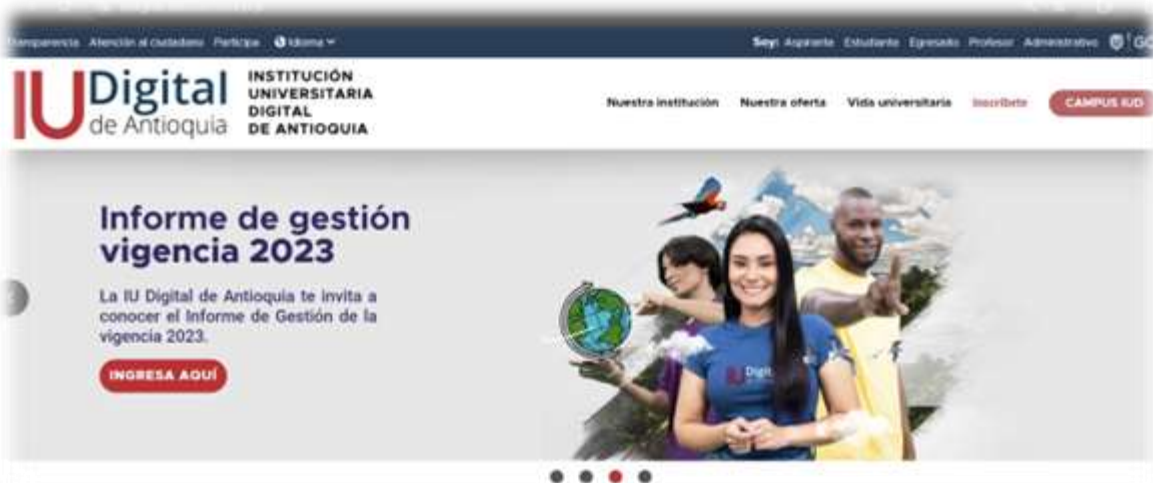 Transparencia Atención al ciudadano Participa Idioma
Soy: Aspirante Estudiante Egresado Profesor Administrativo
IUDigital
de Antioquia
INSTITUCIÓN
UNIVERSITARIA
DIGITAL
DE ANTIOQUIA
Nuestra institución Nuestra oferta Vida universitaria Inscríbete CAMPUS IUD
Informe de gestión
vigencia 2023
La IU Digital de Antioquia te invita a
conocer el Informe de Gestión de la
vigencia 2023.
INGRESA AQUÍ
IU Digital